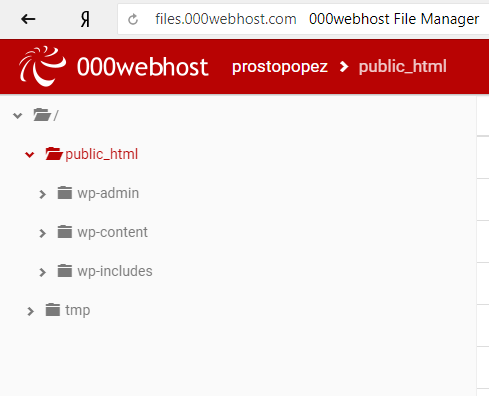 Я files.000webhost.com 000webhost File Manager
000webhost prostopopez public_html
/
public_html
wp-admin
wp-content
wp-includes
tmp